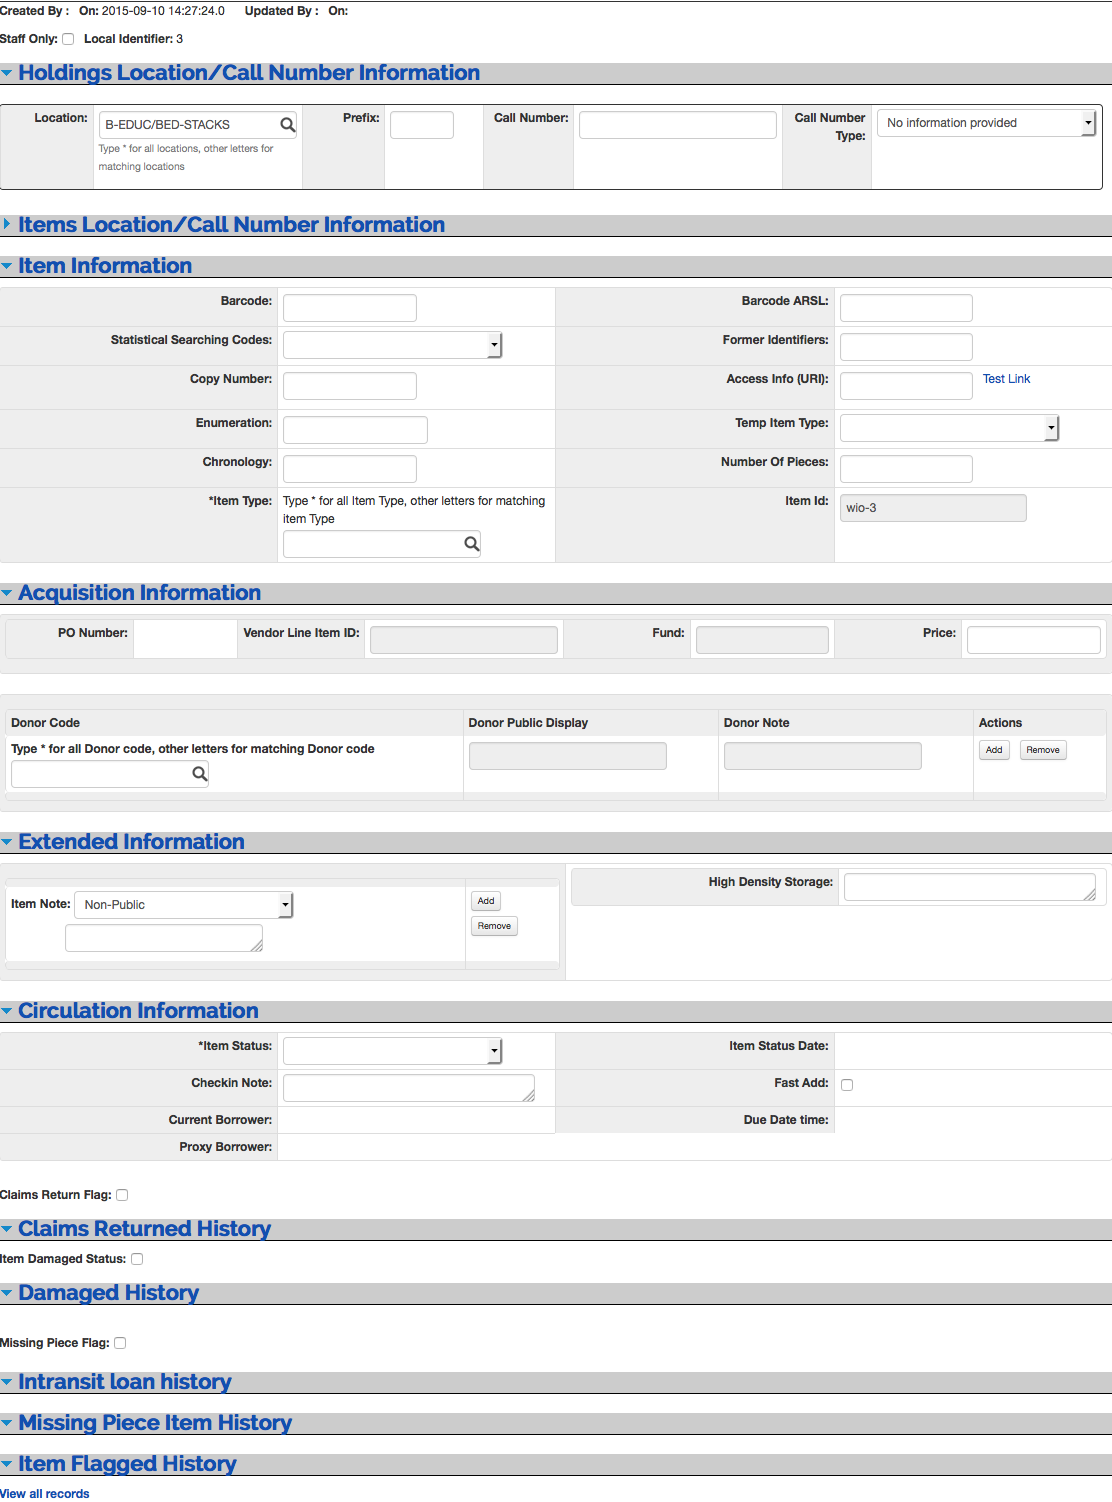 Created By :   On: 2015-09-10 14:27:24.0   Updated By :   On:
Staff Only:   Local Identifier: 3
Holdings Location/Call Number Information
Location: B-EDUC/BED-STACKS   Prefix:   Call Number:   Call Number Type: No information provided
Type * for all locations, other letters for
matching locations
Items Location/Call Number Information
Item Information
Barcode:   Barcode ARSL:
Statistical Searching Codes:   Former Identifiers:
Copy Number:   Access Info (URI):   Test Link
Enumeration:   Temp Item Type:
Chronology:   Number Of Pieces:
*Item Type: Type * for all Item Type, other letters for matching   Item Id: wio-3
item Type
Acquisition Information
PO Number:   Vendor Line Item ID:   Fund:   Price:
Donor Code   Donor Public Display   Donor Note   Actions
Type * for all Donor code, other letters for matching Donor code   Add   Remove
Extended Information
Item Note: Non-Public   Add   High Density Storage:
Remove
Circulation Information
*Item Status:   Item Status Date:
Checkin Note:   Fast Add:
Current Borrower:   Due Date time:
Proxy Borrower:
Claims Return Flag:
Claims Returned History
Item Damaged Status:
Damaged History
Missing Piece Flag:
Intransit loan history
Missing Piece Item History
Item Flagged History
View all records